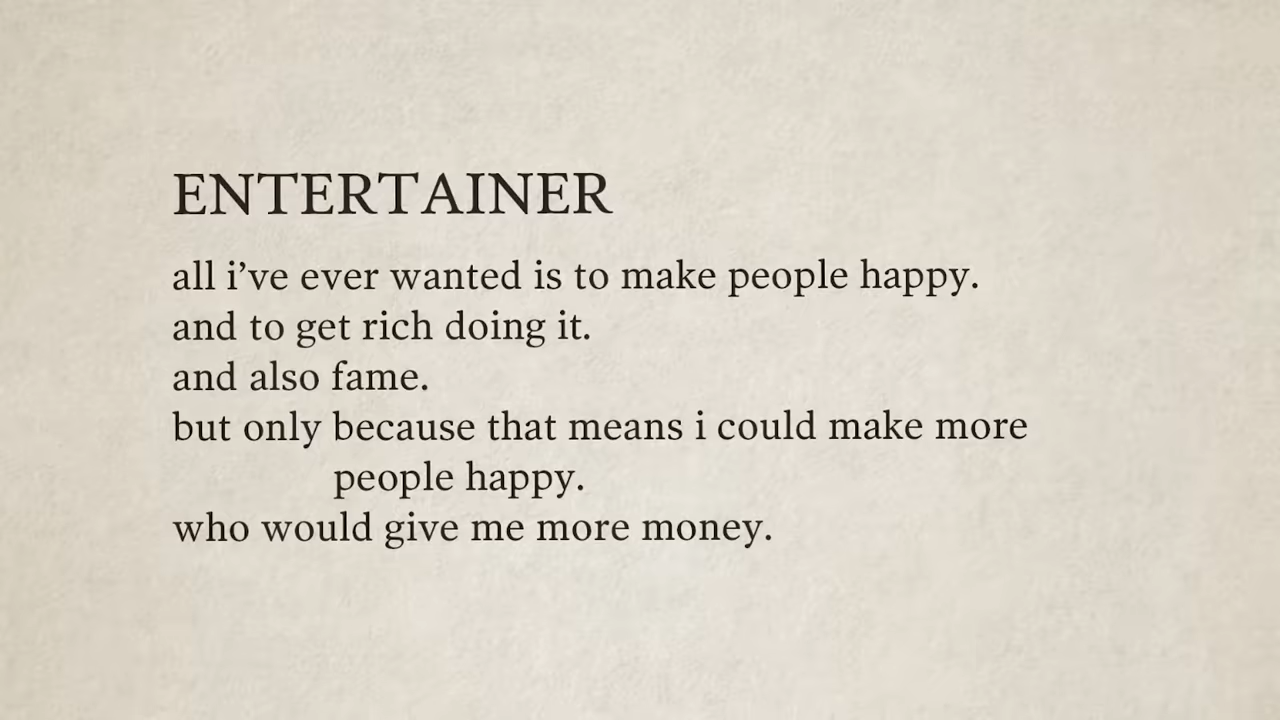 ENTERTAINER
all i’ve ever wanted is to make people happy.
and to get rich doing it.
and also fame.
but only because that means i could make more
people happy.
who would give me more money.